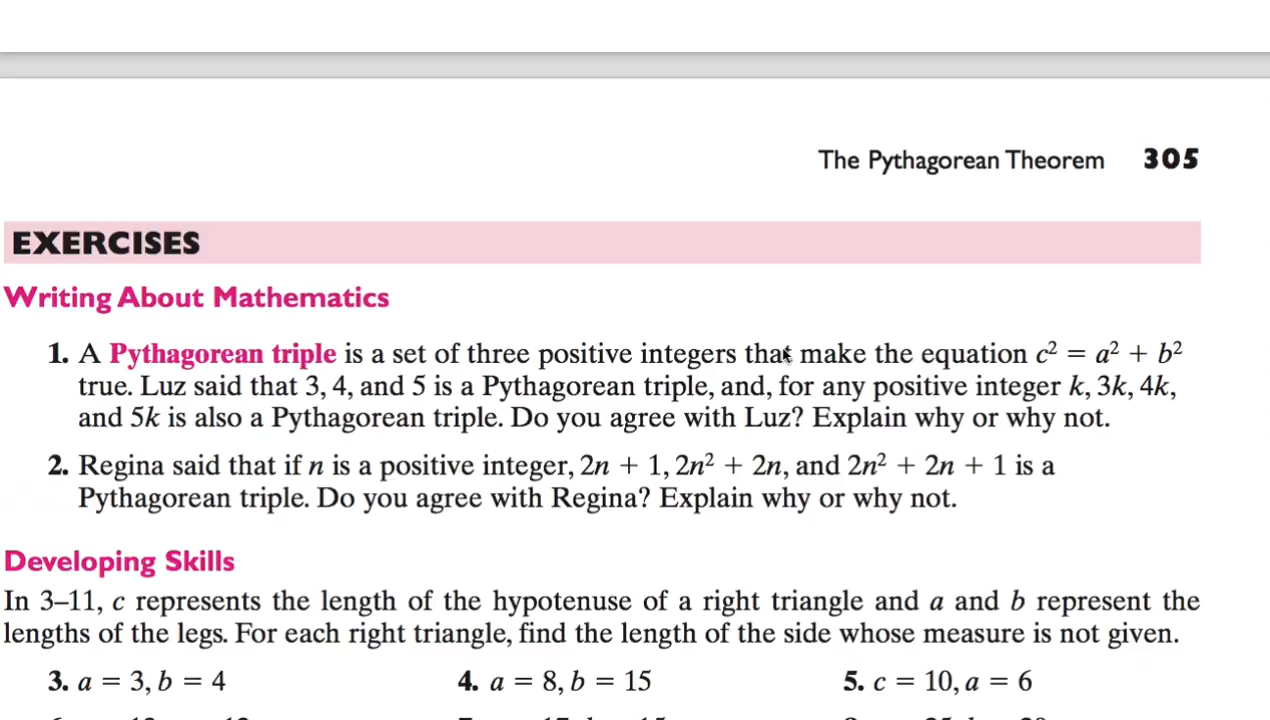 The Pythagorean Theorem 305
EXERCISES
Writing About Mathematics
1. A Pythagorean triple is a set of three positive integers that make the equation c² = a² + b²
true. Luz said that 3, 4, and 5 is a Pythagorean triple, and, for any positive integer k, 3k, 4k,
and 5k is also a Pythagorean triple. Do you agree with Luz? Explain why or why not.
2. Regina said that if n is a positive integer, 2n + 1, 2n² + 2n, and 2n² + 2n + 1 is a
Pythagorean triple. Do you agree with Regina? Explain why or why not.
Developing Skills
In 3–11, c represents the length of the hypotenuse of a right triangle and a and b represent the
lengths of the legs. For each right triangle, find the length of the side whose measure is not given.
3. a = 3, b = 4 4. a = 8, b = 15 5. c = 10, a = 6